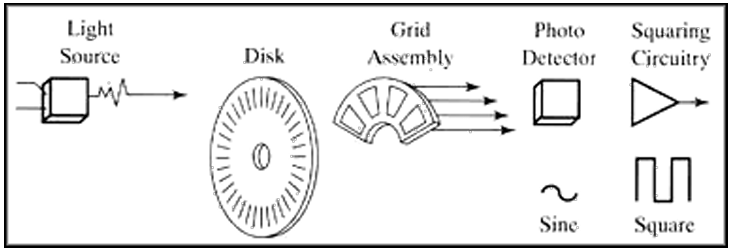 Light
Source
Disk
Grid
Assembly
Photo
Detector
Squaring
Circuitry
Sine
Square